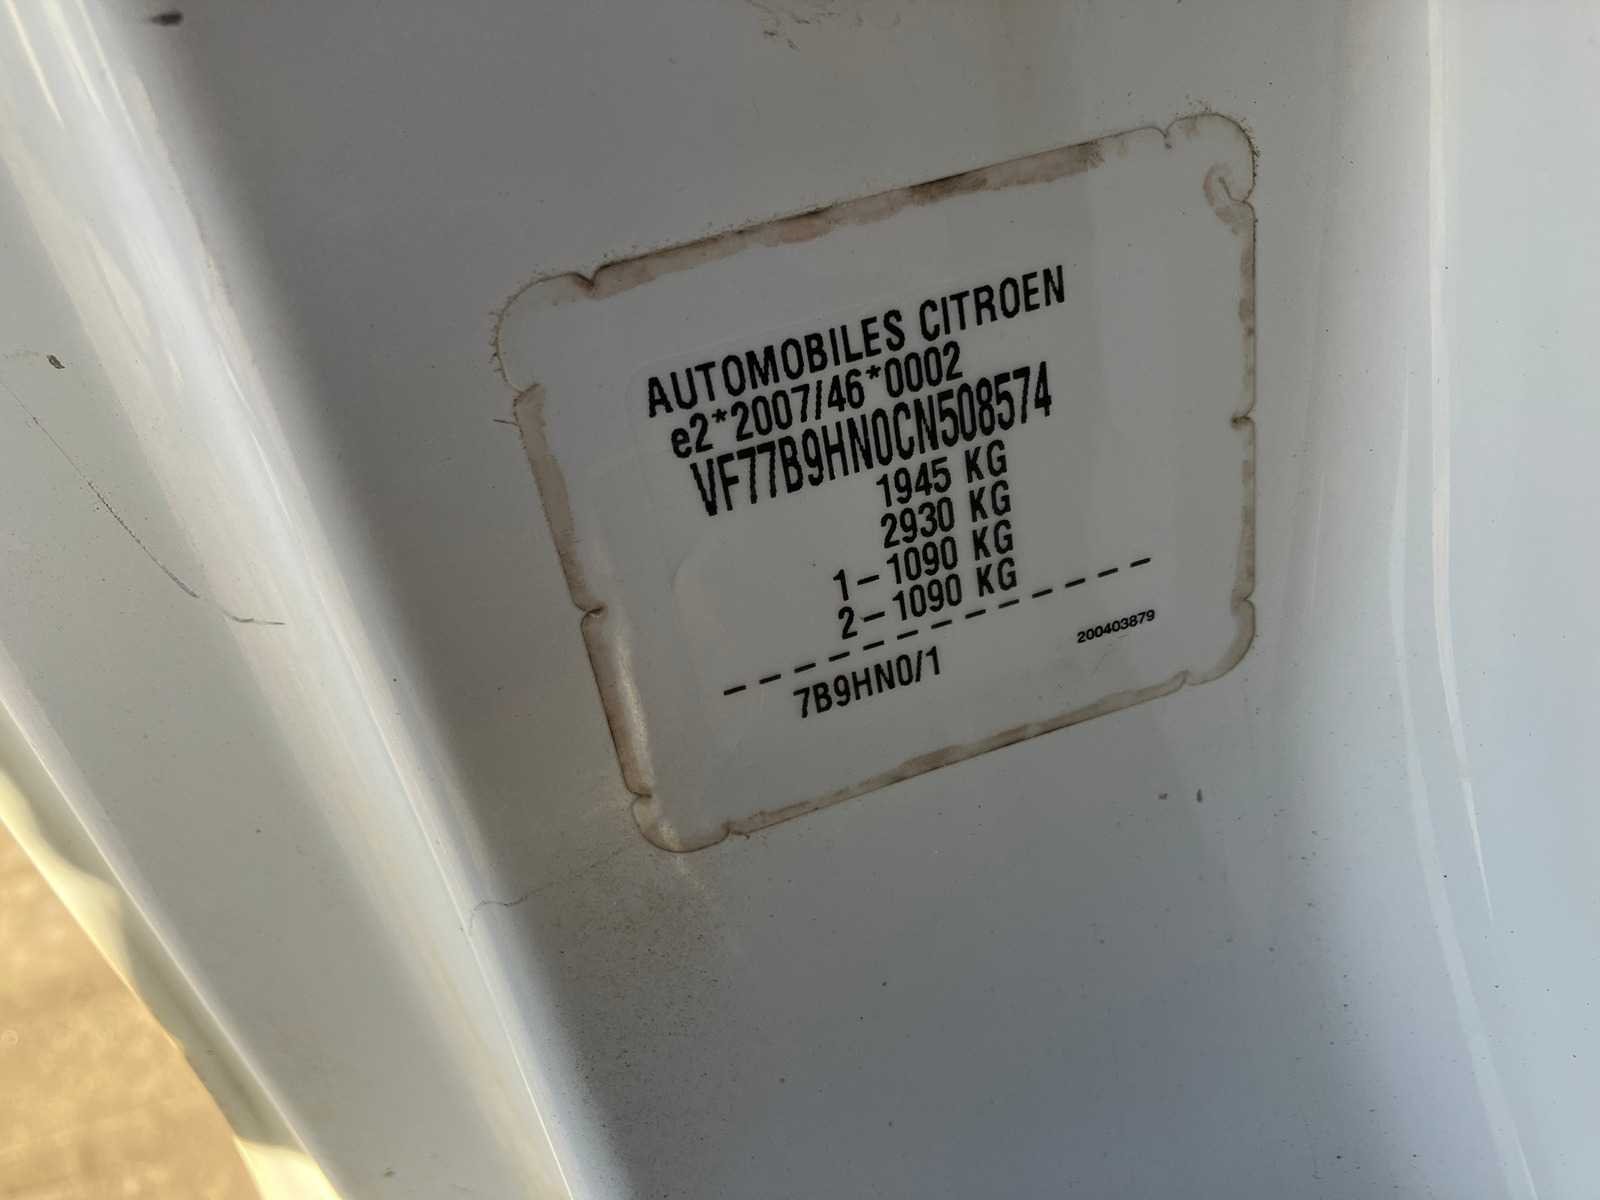 AUTOMOBILES CITROEN
e2*2007/46*0002
VF77B9HN0CN508574
1945 KG
2930 KG
1-1090 KG
2-1090 KG
200403879
7B9HN0/1